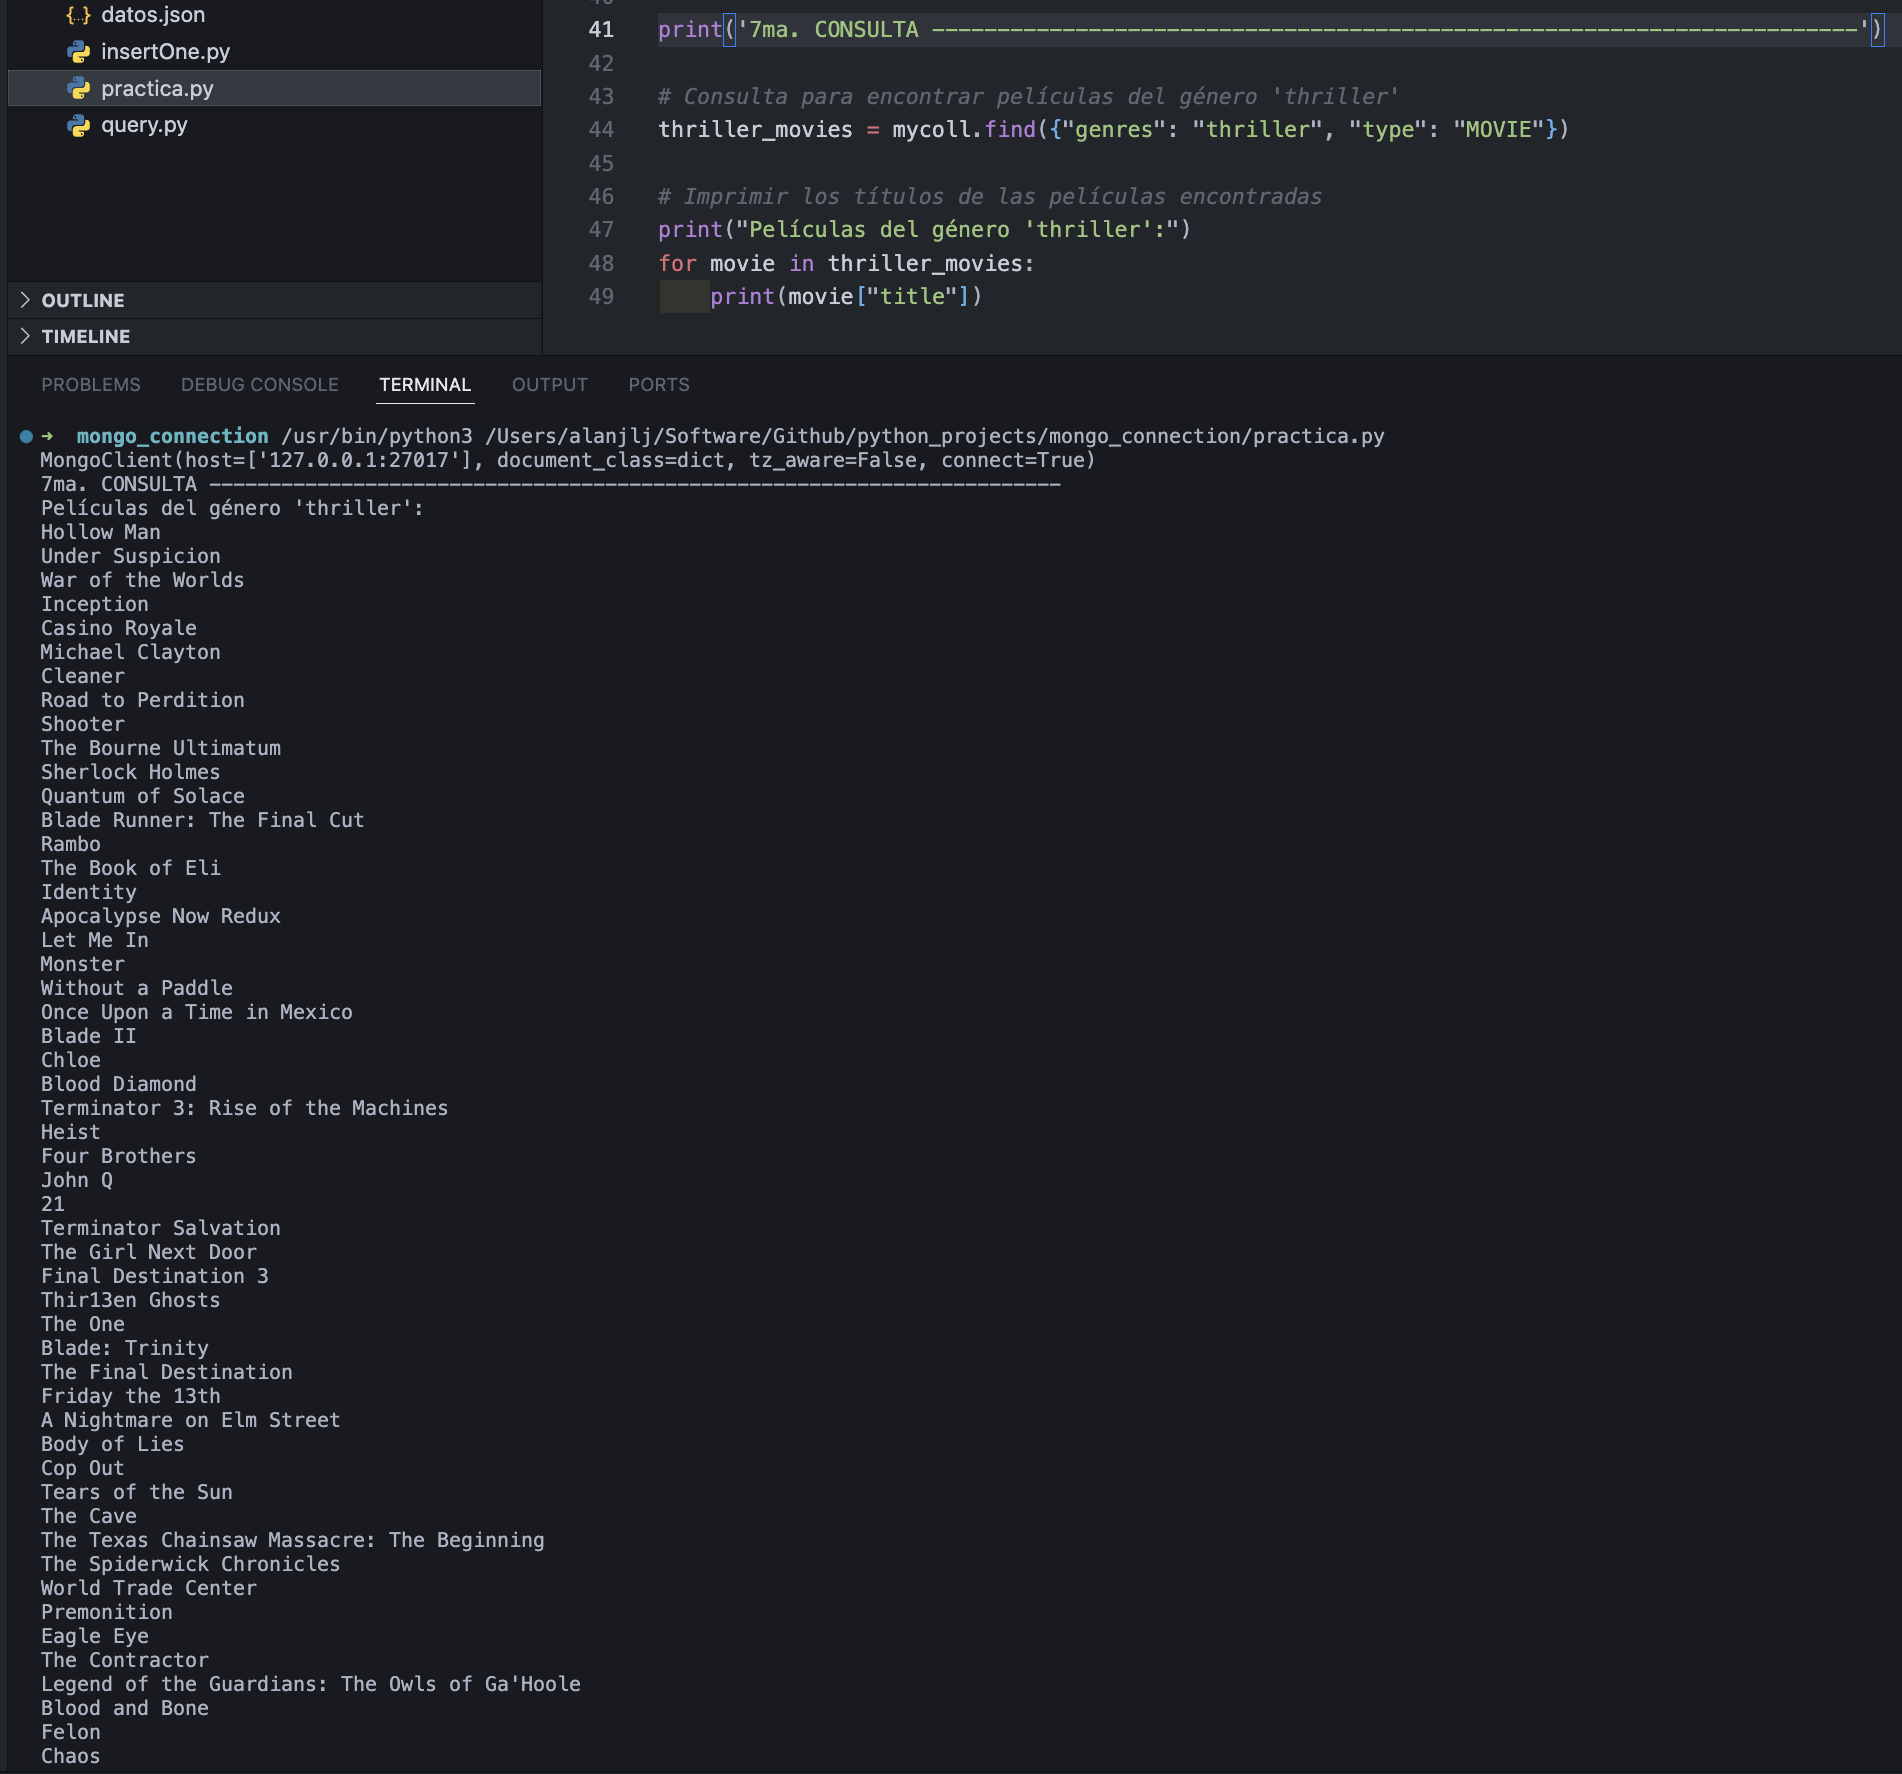 datos.json
insertOne.py
practica.py
query.py
OUTLINE
TIMELINE
41 print('7ma. CONSULTA -----------------------------------------------------------------------')
42
43 # Consulta para encontrar películas del género 'thriller'
44 thriller_movies = mycoll.find({"genres": "thriller", "type": "MOVIE"})
45
46 # Imprimir los títulos de las películas encontradas
47 print("Películas del género 'thriller':")
48 for movie in thriller_movies:
49     print(movie["title"])
PROBLEMS DEBUG CONSOLE TERMINAL OUTPUT PORTS
➜ mongo_connection /usr/bin/python3 /Users/alanjlj/Software/Github/python_projects/mongo_connection/practica.py
MongoClient(host=['127.0.0.1:27017'], document_class=dict, tz_aware=False, connect=True)
7ma. CONSULTA -----------------------------------------------------------------------
Películas del género 'thriller':
Hollow Man
Under Suspicion
War of the Worlds
Inception
Casino Royale
Michael Clayton
Cleaner
Road to Perdition
Shooter
The Bourne Ultimatum
Sherlock Holmes
Quantum of Solace
Blade Runner: The Final Cut
Rambo
The Book of Eli
Identity
Apocalypse Now Redux
Let Me In
Monster
Without a Paddle
Once Upon a Time in Mexico
Blade II
Chloe
Blood Diamond
Terminator 3: Rise of the Machines
Heist
Four Brothers
John Q
21
Terminator Salvation
The Girl Next Door
Final Destination 3
Thir13en Ghosts
The One
Blade: Trinity
The Final Destination
Friday the 13th
A Nightmare on Elm Street
Body of Lies
Cop Out
Tears of the Sun
The Cave
The Texas Chainsaw Massacre: The Beginning
The Spiderwick Chronicles
World Trade Center
Premonition
Eagle Eye
The Contractor
Legend of the Guardians: The Owls of Ga'Hoole
Blood and Bone
Felon
Chaos